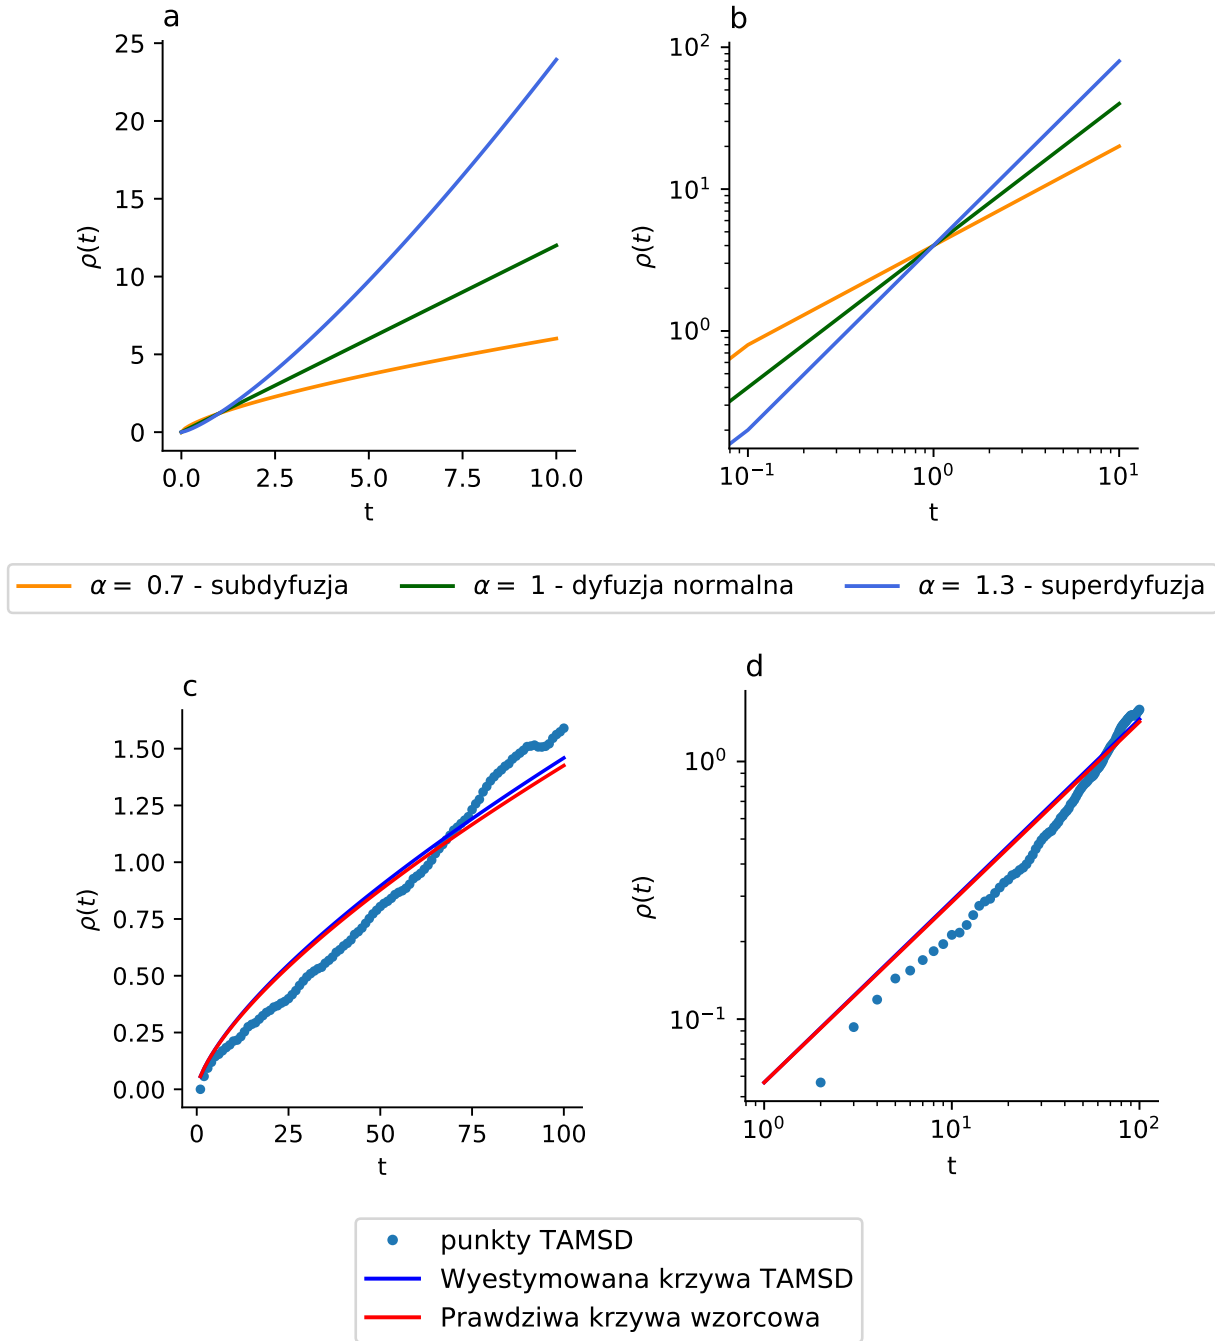 a
25
20
15
10
5
0
ρ(t)
0.0 2.5 5.0 7.5 10.0
t
b
10²
10¹
10⁰
ρ(t)
10⁻¹ 10⁰ 10¹
t
α = 0.7 - subdyfuzja
α = 1 - dyfuzja normalna
α = 1.3 - superdyfuzja
c
1.50
1.25
1.00
0.75
0.50
0.25
0.00
ρ(t)
0 25 50 75 100
t
d
10⁰
10⁻¹
ρ(t)
10⁰ 10¹ 10²
t
punkty TAMSD
Wyestymowana krzywa TAMSD
Prawdziwa krzywa wzorcowa